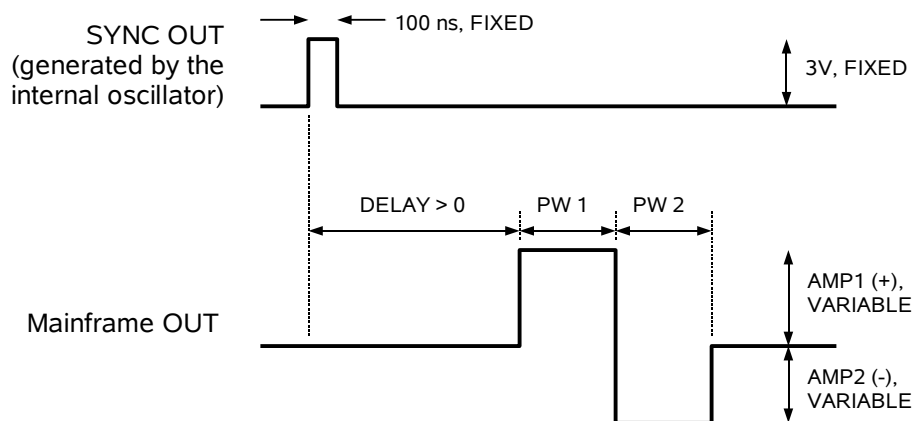 100 ns, FIXED
SYNC OUT
(generated by the
internal oscillator)
3V, FIXED
DELAY > 0
PW 1
PW 2
AMP1 (+),
VARIABLE
Mainframe OUT
AMP2 (-),
VARIABLE